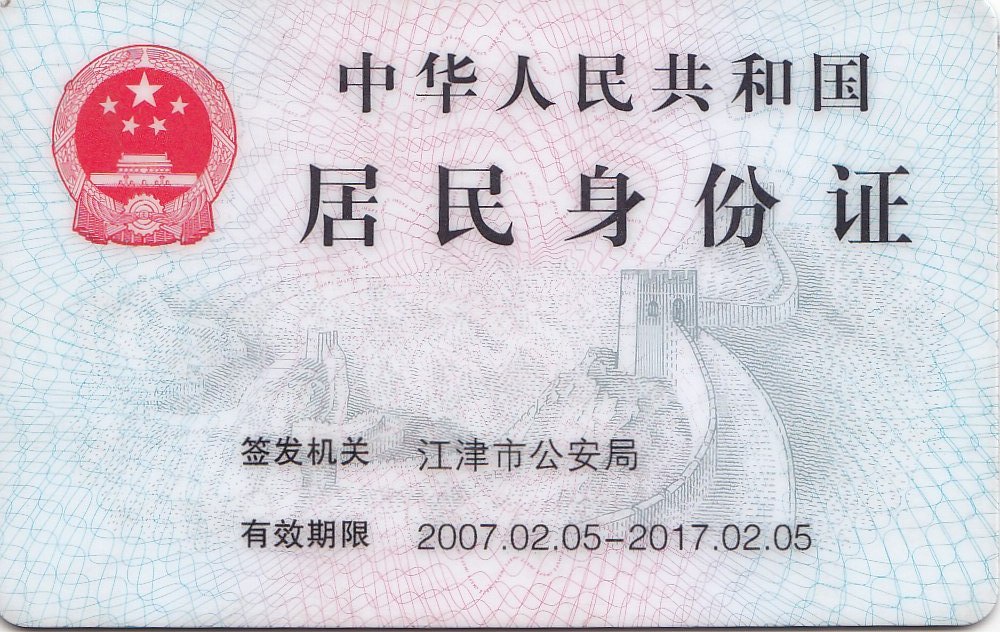 中华人民共和国
居民身份证
签发机关 江津市公安局
有效期限 2007.02.05-2017.02.05